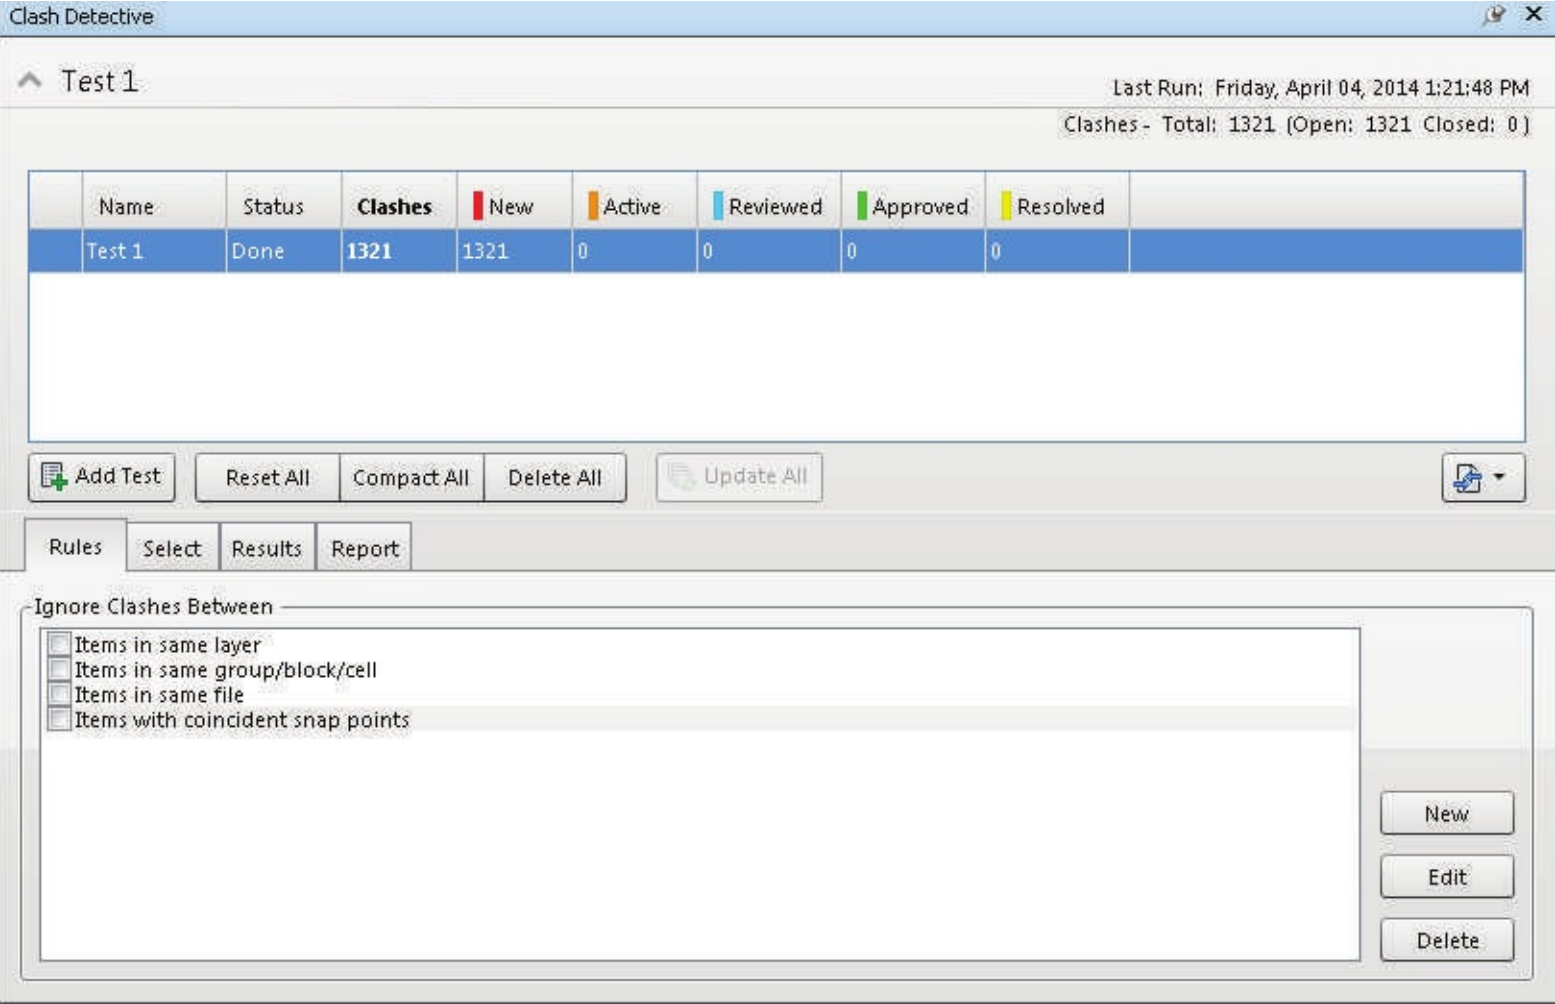 Clash Detective
Test 1
Last Run: Friday, April 04, 2014 1:21:48 PM
Clashes - Total: 1321 (Open: 1321 Closed: 0)
Name Status Clashes New Active Reviewed Approved Resolved
Test 1 Done 1321 1321 0 0 0 0
Add Test Reset All Compact All Delete All Update All
Rules Select Results Report
Ignore Clashes Between
Items in same layer
Items in same group/block/cell
Items in same file
Items with coincident snap points
New
Edit
Delete